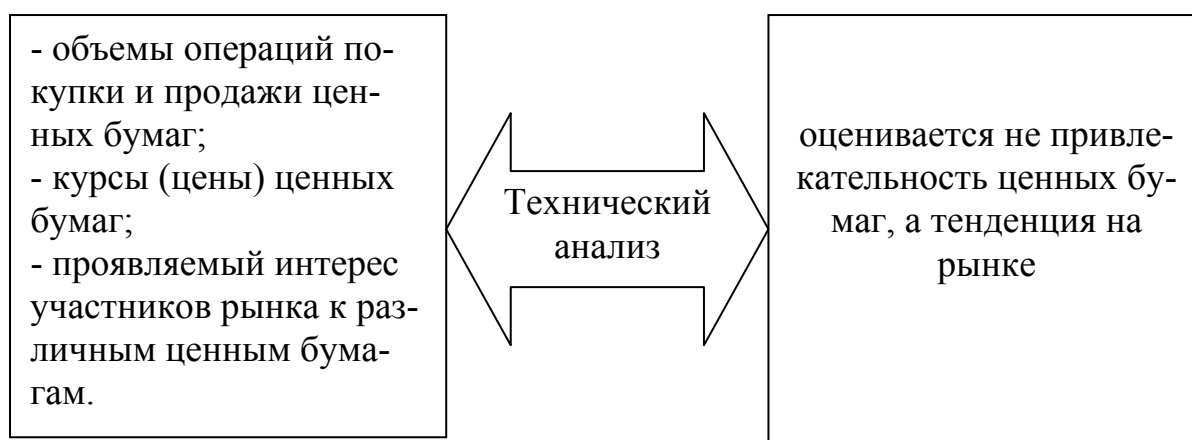 - объемы операций по-
купки и продажи цен-
ных бумаг;
- курсы (цены) ценных
бумаг;
- проявляемый интерес
участников рынка к раз-
личным ценным бума-
гам.
Технический
анализ
оценивается не привле-
кательность ценных бу-
маг, а тенденция на
рынке